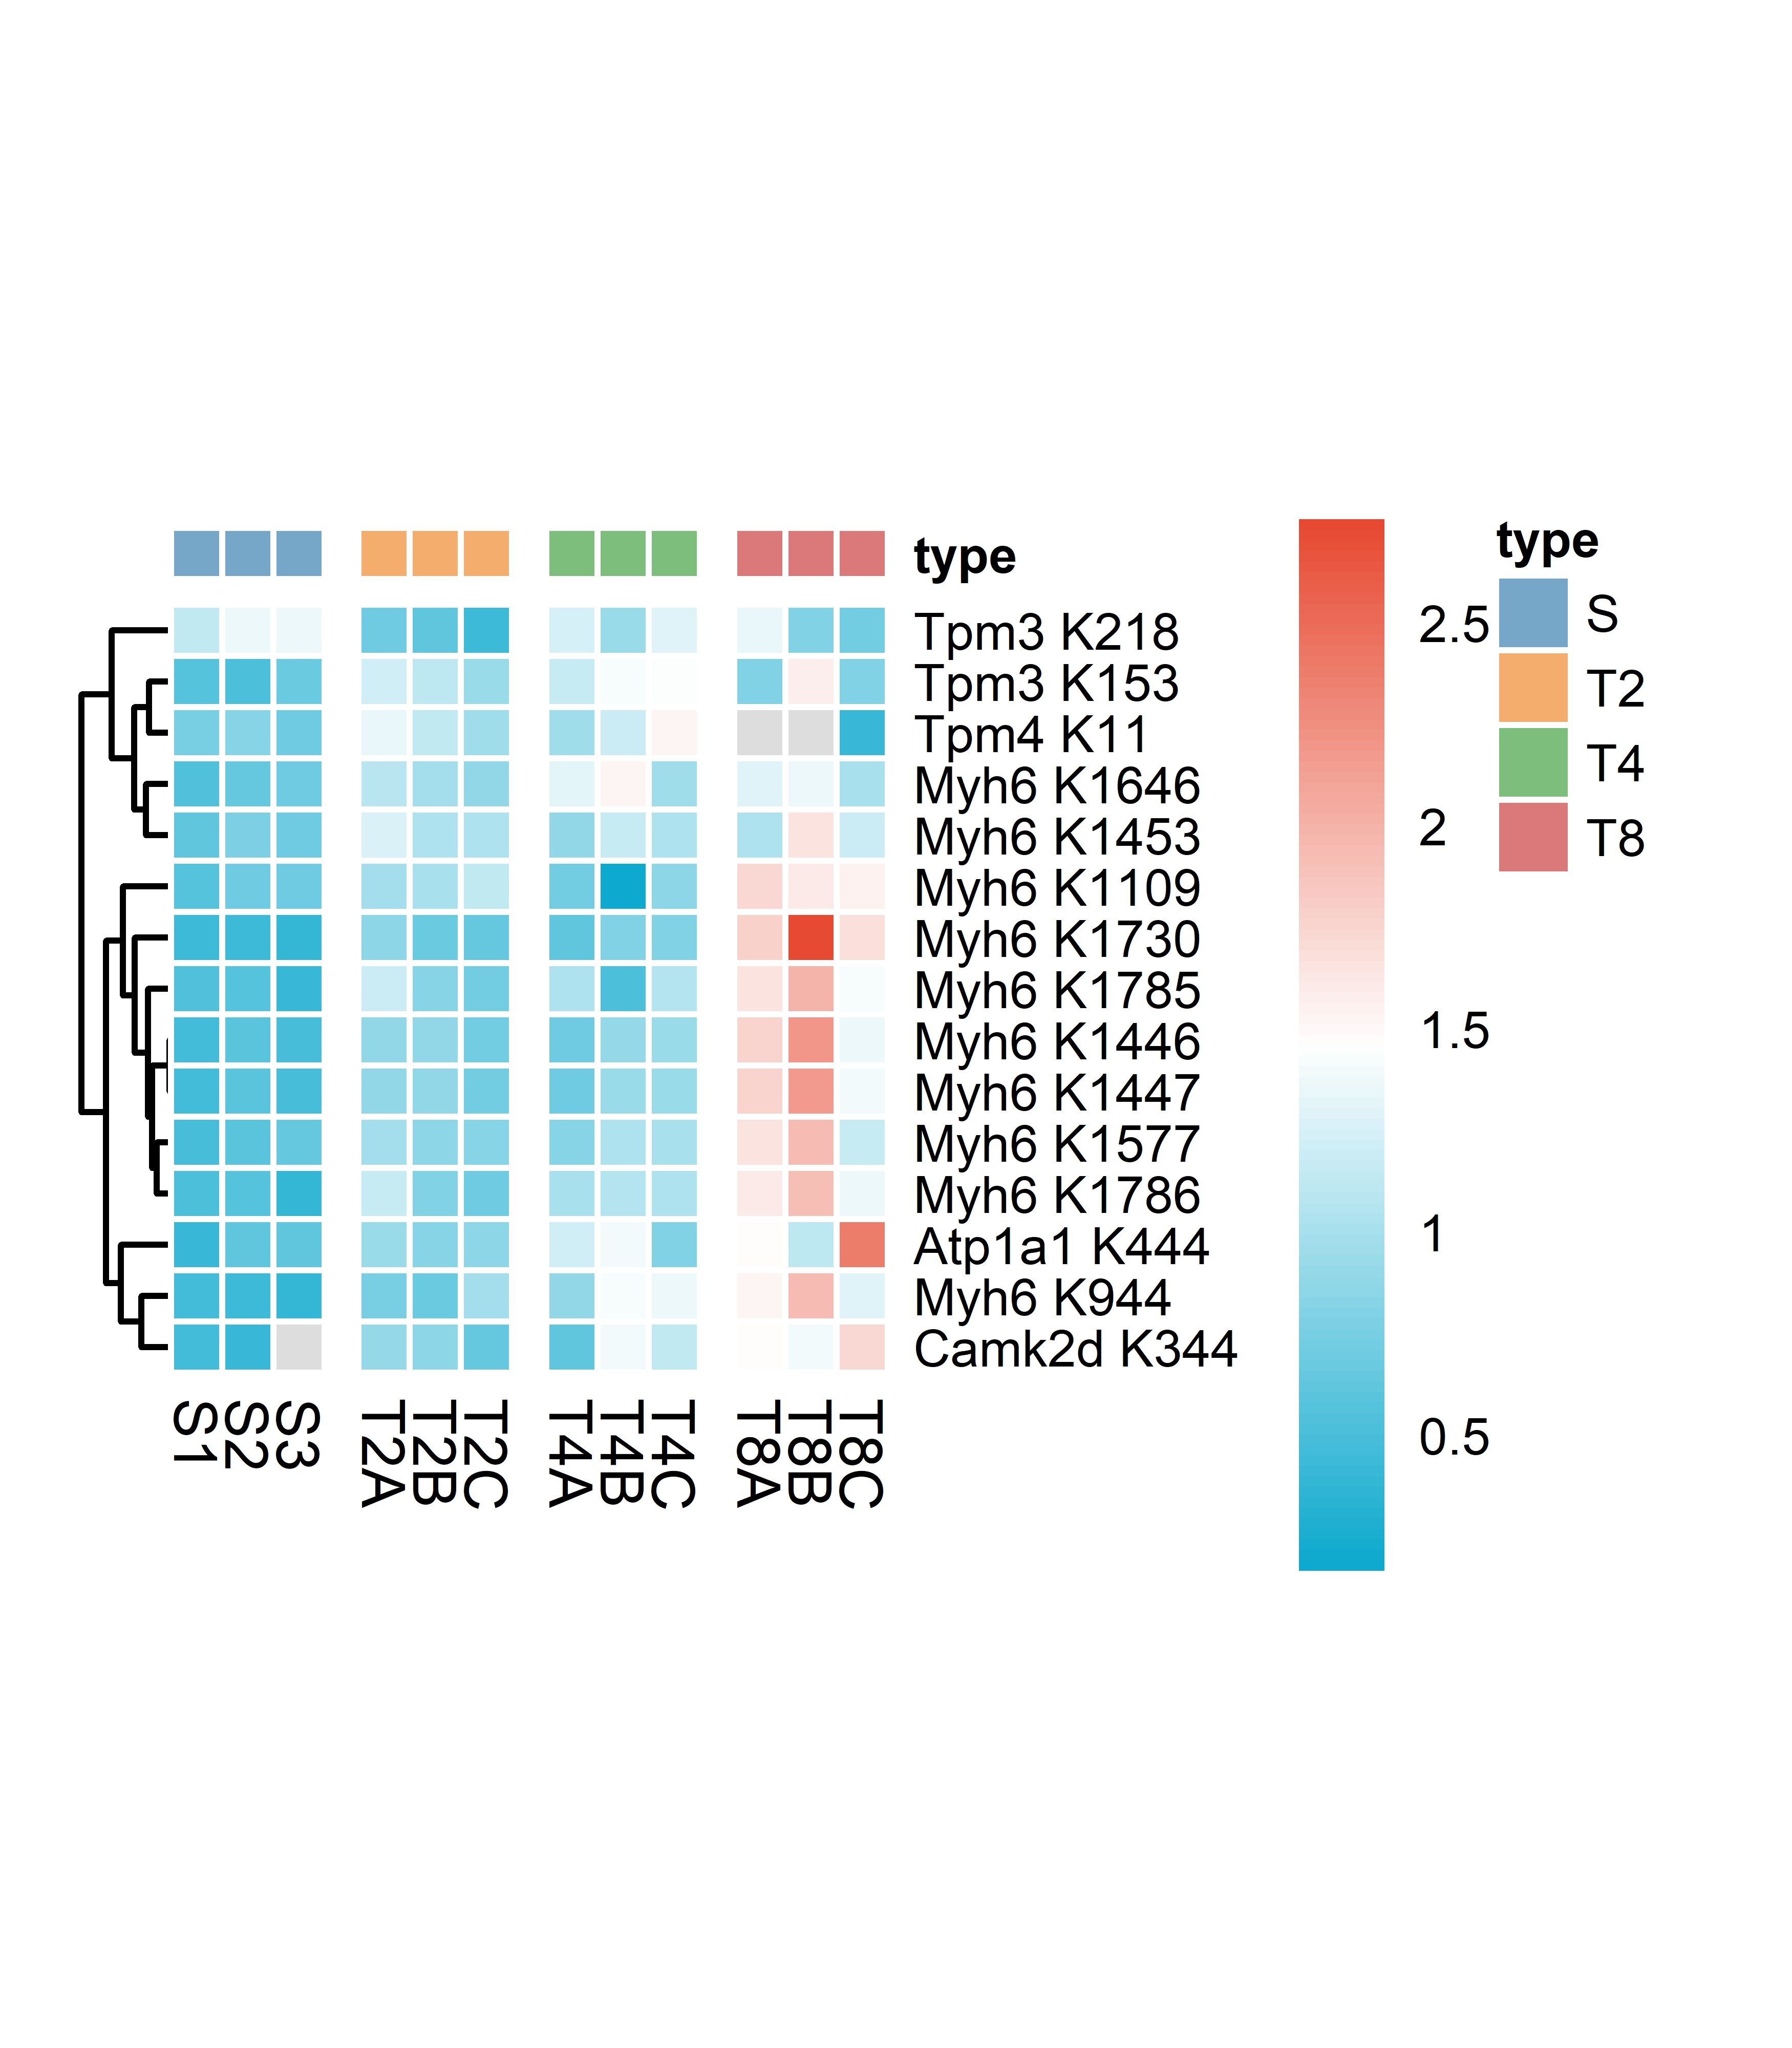 type
Tpm3 K218
Tpm3 K153
Tpm4 K11
Myh6 K1646
Myh6 K1453
Myh6 K1109
Myh6 K1730
Myh6 K1785
Myh6 K1446
Myh6 K1447
Myh6 K1577
Myh6 K1786
Atp1a1 K444
Myh6 K944
Camk2d K344
S1
S2
S3
T2A
T2B
T2C
T4A
T4B
T4C
T8A
T8B
T8C
2.5
2
1.5
1
0.5
type
S
T2
T4
T8